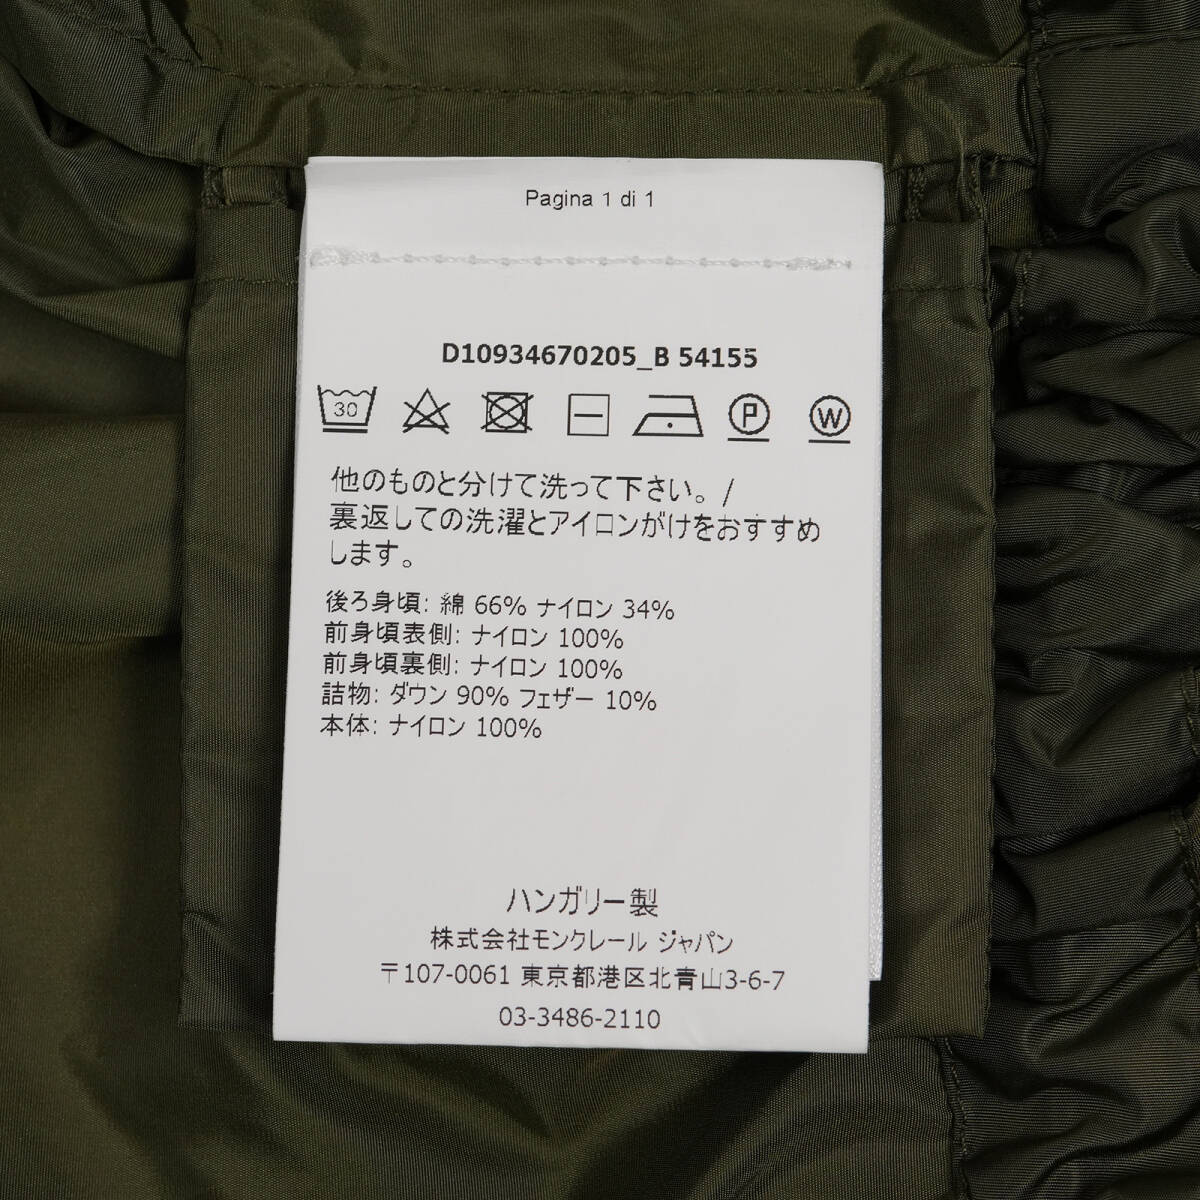 Pagina 1 di 1
D10934670205_B 54155
30 P W
他のものと分けて洗って下さい。/
裏返しての洗濯とアイロンがけをおすすめ
します。
後ろ身頃: 綿 66% ナイロン 34%
前身頃表側: ナイロン 100%
前身頃裏側: ナイロン 100%
詰物: ダウン 90% フェザー 10%
本体: ナイロン 100%
ハンガリー製
株式会社モンクレール ジャパン
〒107-0061 東京都港区北青山3-6-7
03-3486-2110